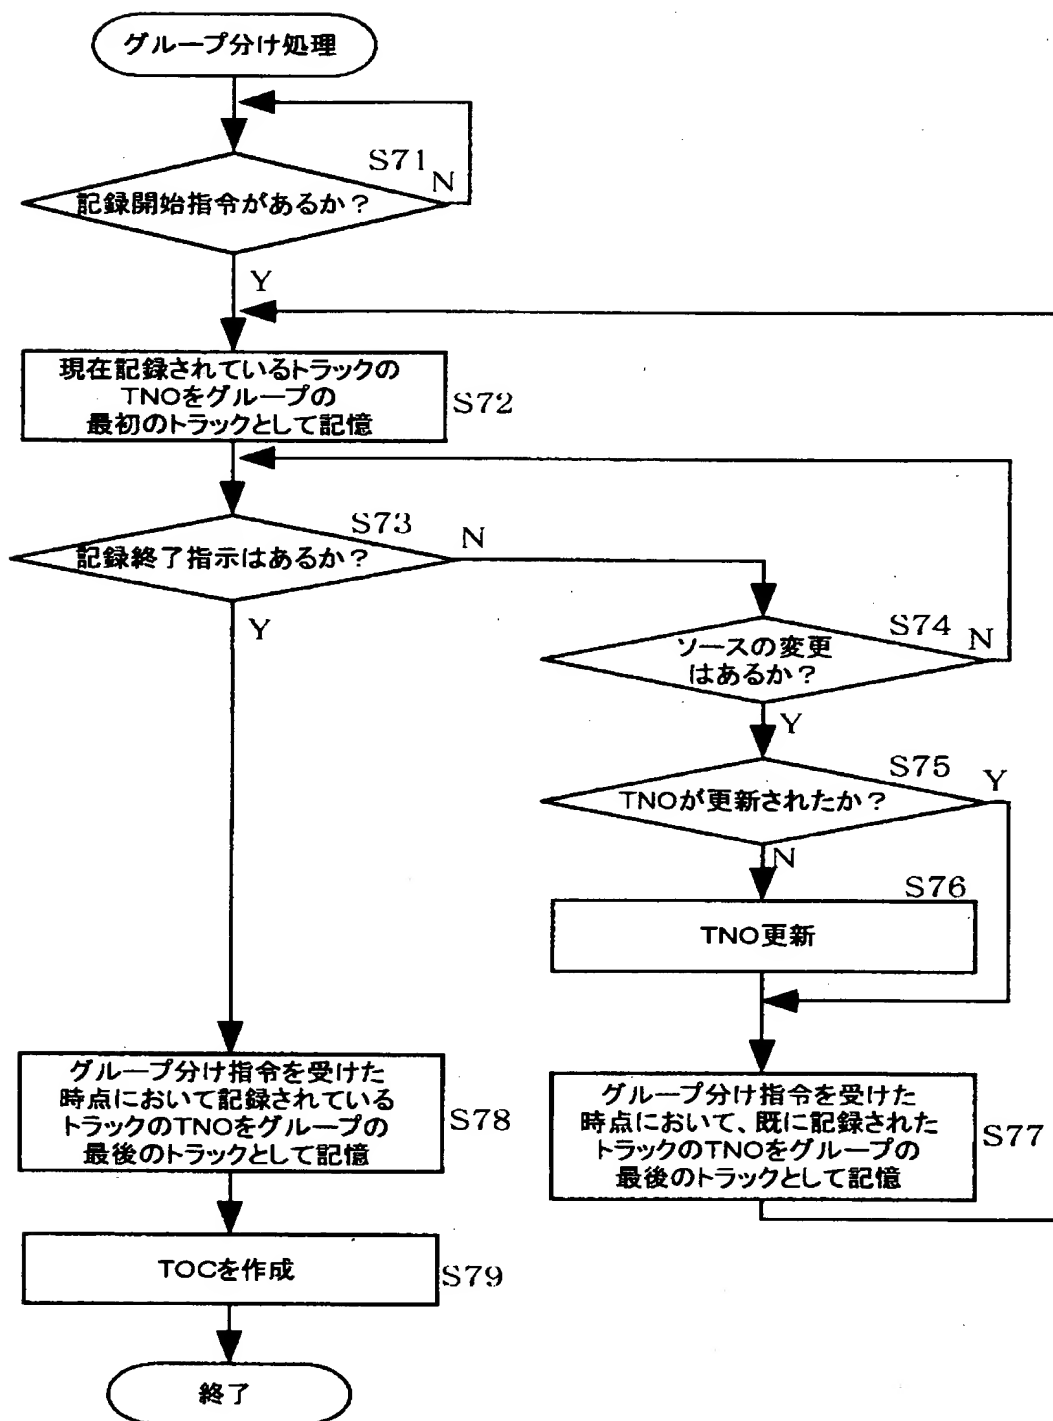 グループ分け処理
S71
N
記録開始指令があるか？
Y
現在記録されているトラックの
TNOをグループの
最初のトラックとして記憶
S72
S73
N
記録終了指示はあるか？
Y
S74
N
ソースの変更
はあるか？
Y
S75
Y
TNOが更新されたか？
N
S76
TNO更新
グループ分け指令を受けた
時点において、既に記録された
トラックのTNOをグループの
最後のトラックとして記憶
S77
グループ分け指令を受けた
時点において記録されている
トラックのTNOをグループの
最後のトラックとして記憶
S78
TOCを作成
S79
終了